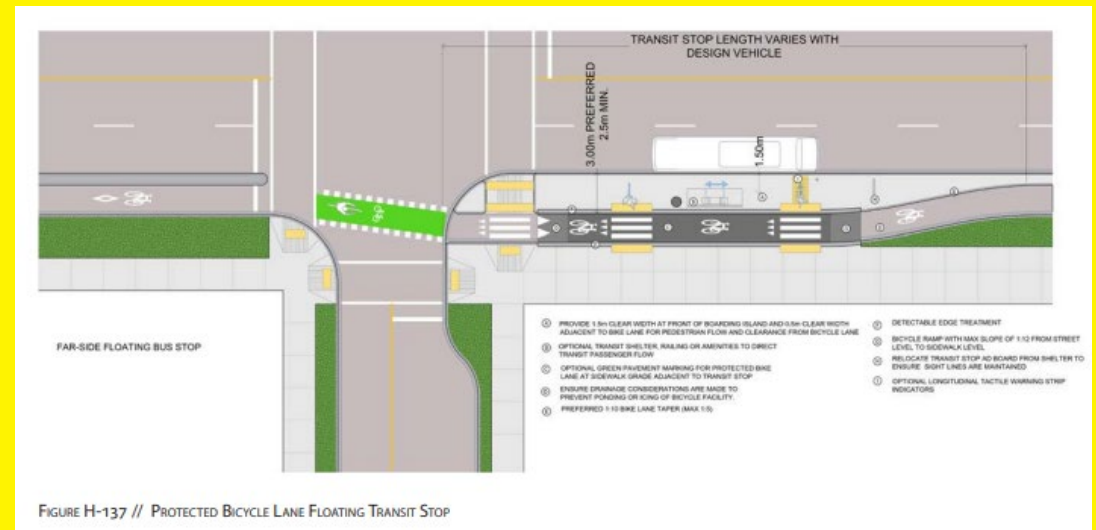 TRANSIT STOP LENGTH VARIES WITH
DESIGN VEHICLE
3.00m PREFERRED
2.5m MIN.
1.50m
FAR-SIDE FLOATING BUS STOP
A PROVIDE 1.5m CLEAR WIDTH AT FRONT OF BOARDING ISLAND AND 0.5m CLEAR WIDTH
ADJACENT TO BIKE LANE FOR PEDESTRIAN FLOW AND CLEARANCE FROM BICYCLE LANE
B OPTIONAL TRANSIT SHELTER, RAILING OR AMENITIES TO DIRECT
TRANSIT PASSENGER FLOW
C OPTIONAL GREEN PAVEMENT MARKING FOR PROTECTED BIKE
LANE AT SIDEWALK GRADE ADJACENT TO TRANSIT STOP
ENSURE DRAINAGE CONSIDERATIONS ARE MADE TO
PREVENT PONDING OR ICING OF BICYCLE FACILITY.
E PREFERRED 1:10 BIKE LANE TAPER (MAX 1:5)
F DETECTABLE EDGE TREATMENT
G BICYCLE RAMP WITH MAX SLOPE OF 1:12 FROM STREET
LEVEL TO SIDEWALK LEVEL
H RELOCATE TRANSIT STOP AD BOARD FROM SHELTER TO
ENSURE SIGHT LINES ARE MAINTAINED
I OPTIONAL LONGITUDINAL TACTILE WARNING STRIP
INDICATORS
FIGURE H-137 // PROTECTED BICYCLE LANE FLOATING TRANSIT STOP